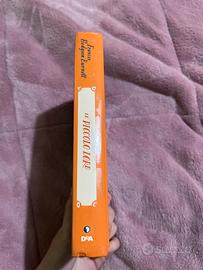 Frances
Hodgson Burnett
IL PICCOLO LORD
DeA
subito